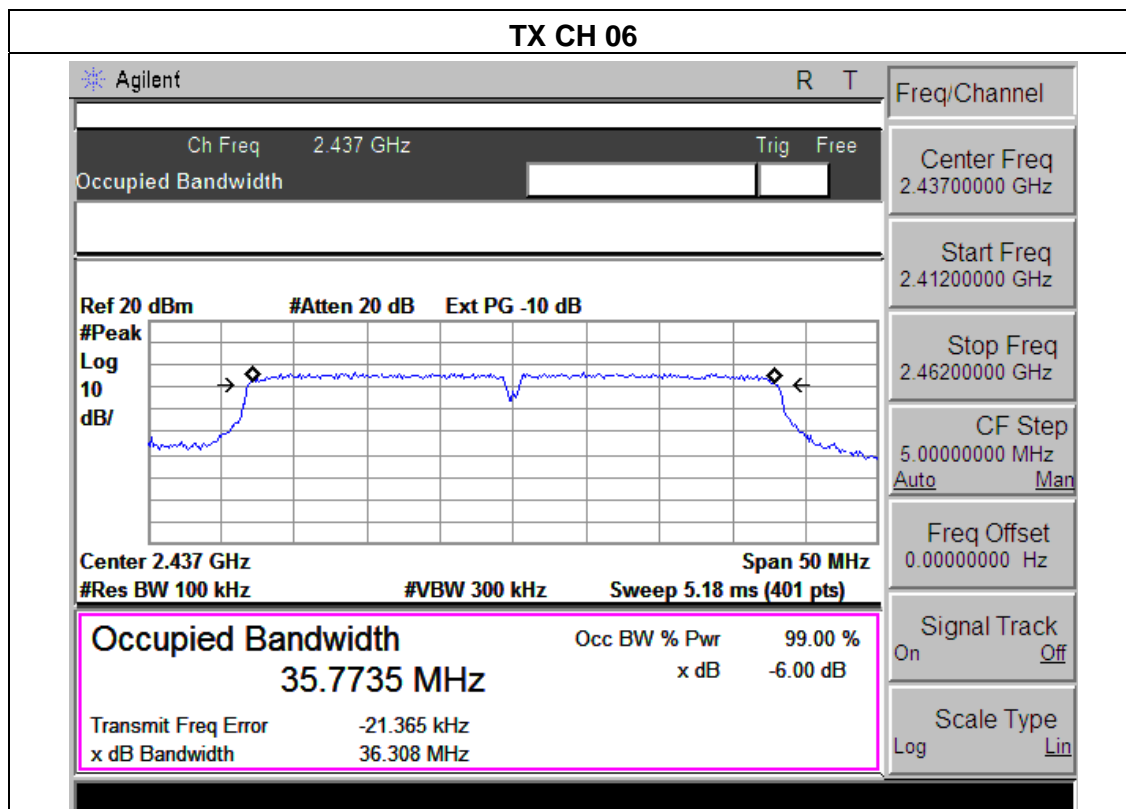 TX CH 06
Agilent R T
Freq/Channel
Ch Freq 2.437 GHz Trig Free
Occupied Bandwidth
Center Freq
2.43700000 GHz
Start Freq
2.41200000 GHz
Stop Freq
2.46200000 GHz
CF Step
5.00000000 MHz
Auto Man
Freq Offset
0.00000000 Hz
Signal Track
On Off
Scale Type
Log Lin
Ref 20 dBm #Atten 20 dB Ext PG -10 dB
#Peak
Log
10
dB/
Center 2.437 GHz Span 50 MHz
#Res BW 100 kHz #VBW 300 kHz Sweep 5.18 ms (401 pts)
Occupied Bandwidth Occ BW % Pwr 99.00 %
35.7735 MHz x dB -6.00 dB
Transmit Freq Error -21.365 kHz
x dB Bandwidth 36.308 MHz